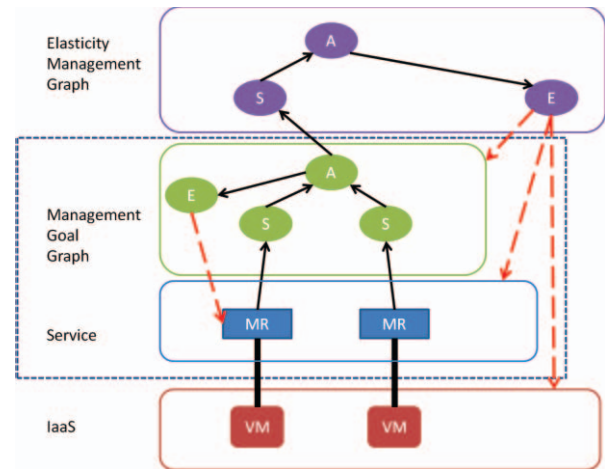 Elasticity
Management
Graph
A
S
E
Management
Goal
Graph
A
E
S
S
Service
MR
MR
IaaS
VM
VM